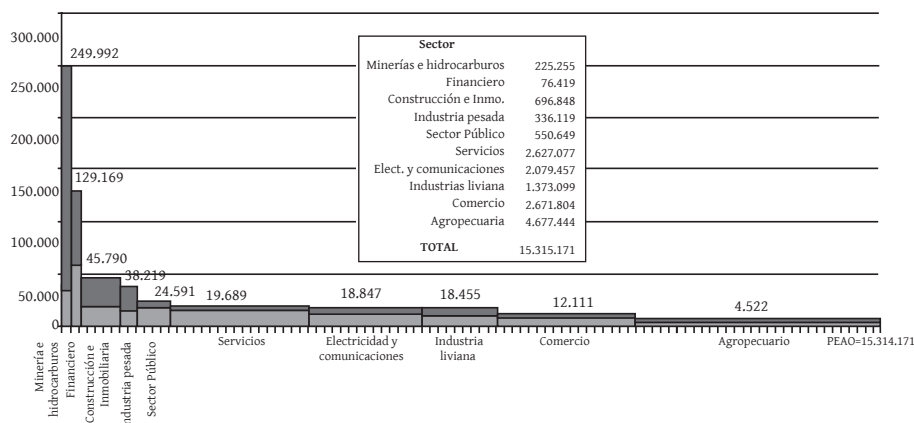 300.000
250.000
200.000
150.000
100.000
50.000
0
249.992
129.169
45.790
38.219
24.591
19.689
18.847
18.455
12.111
4.522
Sector
Minerías e hidrocarburos 225.255
Financiero 76.419
Construcción e Inmo. 696.848
Industria pesada 336.119
Sector Público 550.649
Servicios 2.627.077
Elect. y comunicaciones 2.079.457
Industrias liviana 1.373.099
Comercio 2.671.804
Agropecuaria 4.677.444
TOTAL 15.315.171
Minería e
hidrocarburos
Financiero
Construcción e
Inmobiliaria
ndustria pesada
Sector Público
Servicios
Electricidad y
comunicaciones
Industria
liviana
Comercio
Agropecuario
PEAO=15.314.171